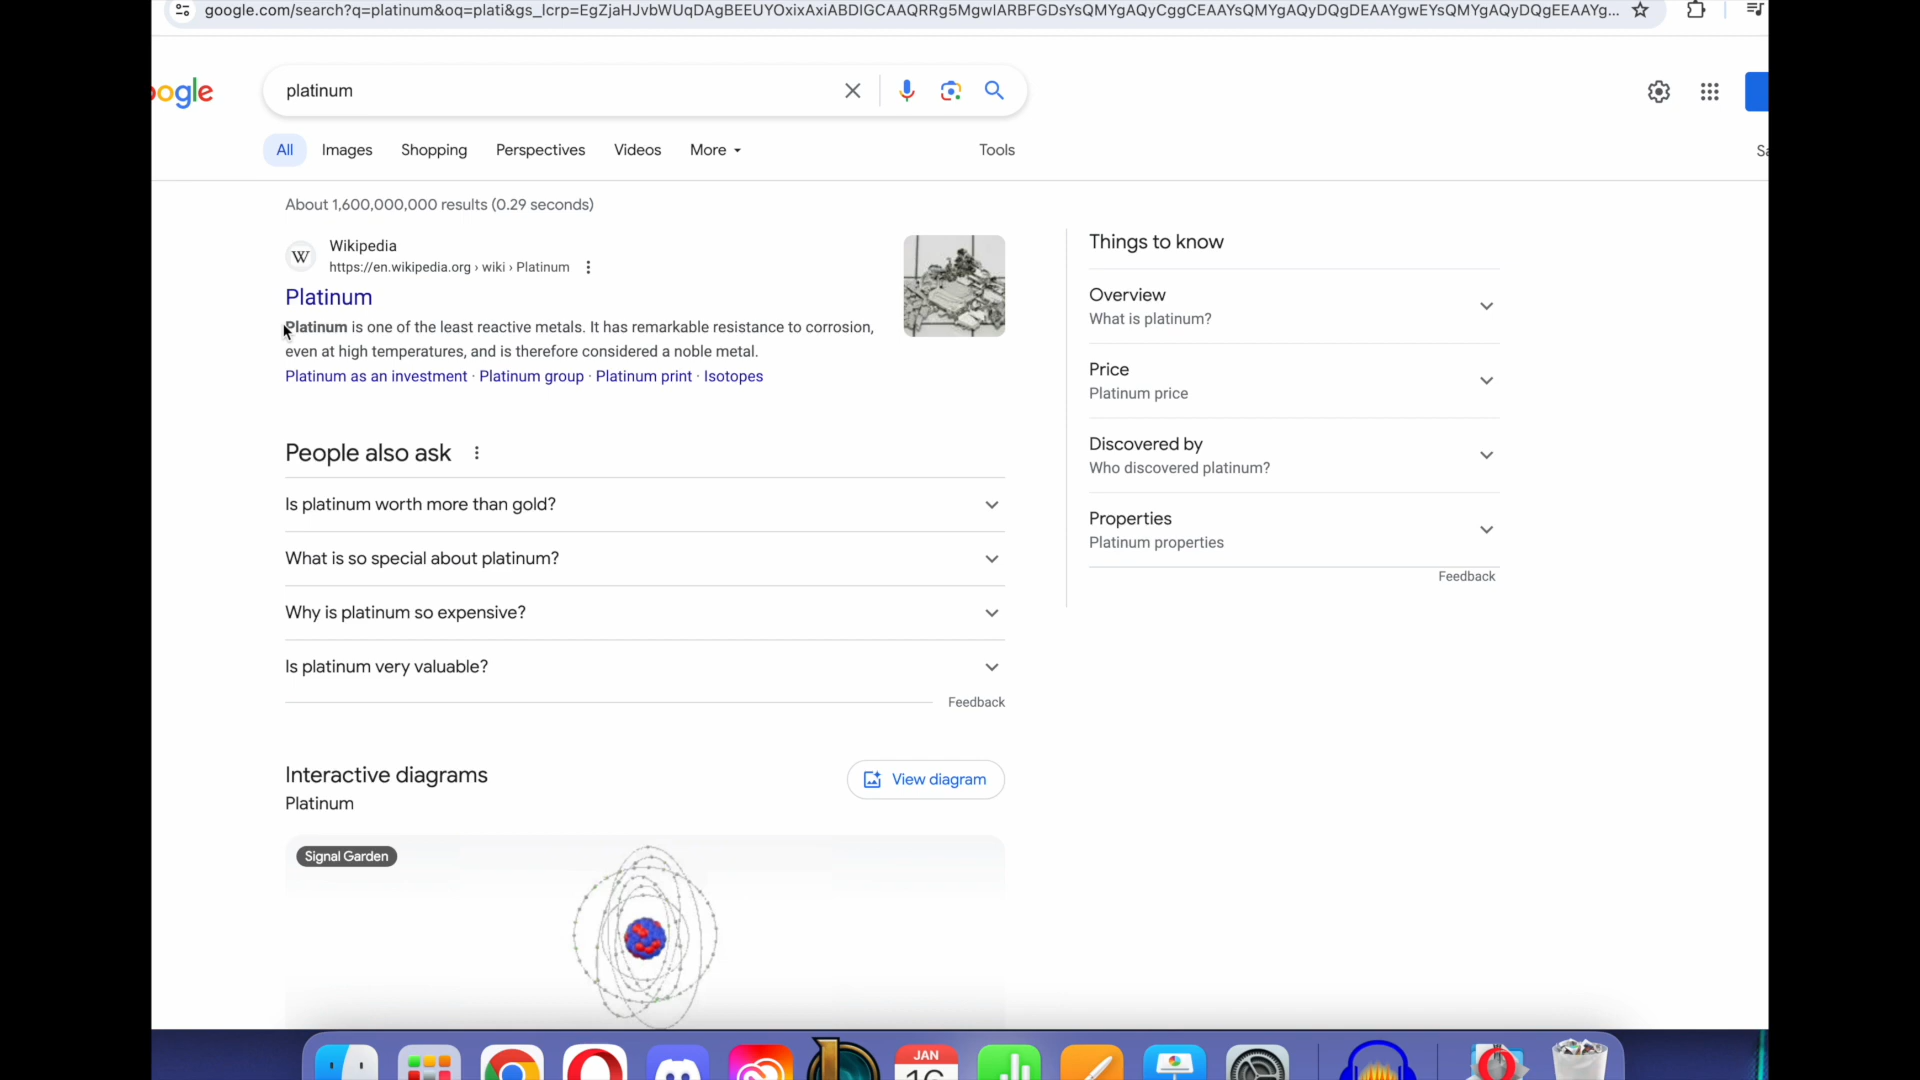 google.com/search?q=platinum&oq=plati&gs_lcrp=EgZjaHJvbWUqDAgBEEUYOxixAxiABDIGCAAQRRg5MgwIARBFGDsYsQMYgAQyCggCEAAYsQMYgAQyDQgDEAAYgwEYsQMYgAQyDQgEEAAYg...
ogle
platinum
All Images Shopping Perspectives Videos More Tools
About 1,600,000,000 results (0.29 seconds)
W
Wikipedia
https://en.wikipedia.org › wiki › Platinum
Platinum
Platinum is one of the least reactive metals. It has remarkable resistance to corrosion,
even at high temperatures, and is therefore considered a noble metal.
Platinum as an investment · Platinum group · Platinum print · Isotopes
People also ask
Is platinum worth more than gold?
What is so special about platinum?
Why is platinum so expensive?
Is platinum very valuable?
Feedback
Interactive diagrams
Platinum
View diagram
Signal Garden
Things to know
Overview
What is platinum?
Price
Platinum price
Discovered by
Who discovered platinum?
Properties
Platinum properties
Feedback
JAN